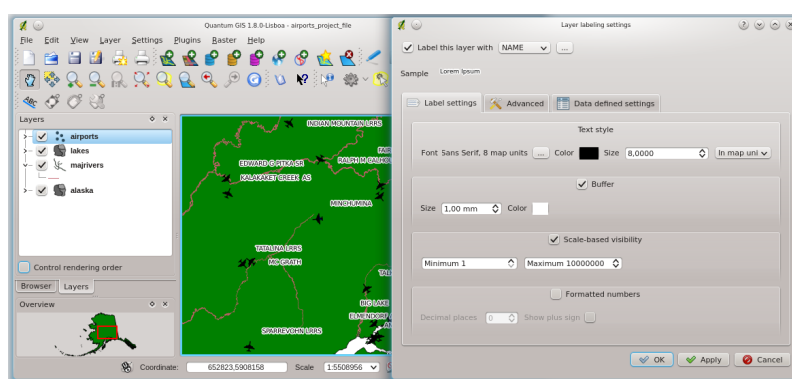 Quantum GIS 1.8.0-Lisboa - airports_project_file
File Edit View Layer Settings Plugins Raster Help
Layers
airports
lakes
majrivers
alaska
Control rendering order
Browser Layers
Overview
INDIAN MOUNTAIN LRRS
EDWARD G PITKA SR
RALPH M CALHO
KALAKAKET CREEK AS
MINCHUMINA
TATALINA LRRS
MC GRATH
BIG LAKE
ELMENDORF
SPARREVOHN LRRS
Coordinate: 652823,5908158 Scale 1:5508956
Layer labeling settings
Label this layer with NAME ...
Sample Lorem Ipsum
Label settings Advanced Data defined settings
Text style
Font Sans Serif, 8 map units ... Color Size 8,0000 In map uni
Buffer
Size 1,00 mm Color
Scale-based visibility
Minimum 1 Maximum 10000000
Formatted numbers
Decimal places 0 Show plus sign
OK Apply Cancel